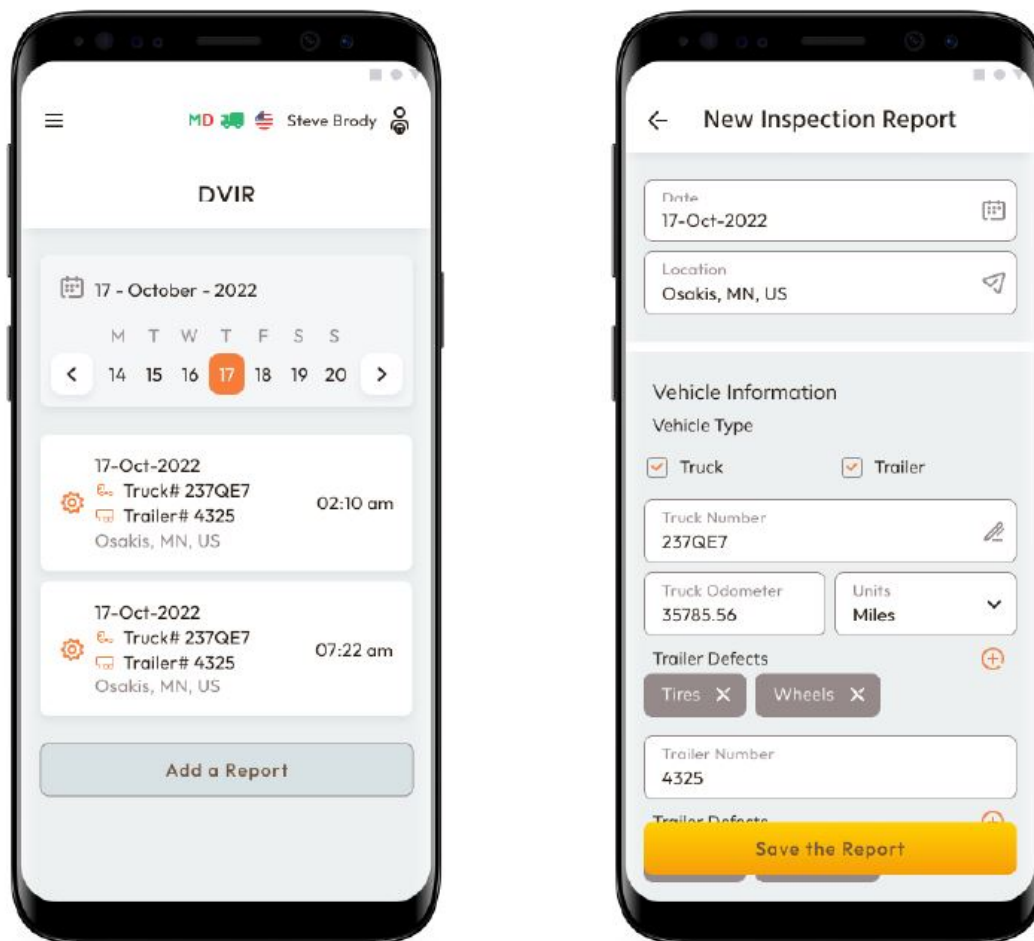 MD Steve Brody
DVIR
17 - October - 2022
M T W T F S S
14 15 16 17 18 19 20
17-Oct-2022
Truck# 237QE7
02:10 am
Trailer# 4325
Osakis, MN, US
17-Oct-2022
Truck# 237QE7
07:22 am
Trailer# 4325
Osakis, MN, US
Add a Report
New Inspection Report
Date
17-Oct-2022
Location
Osakis, MN, US
Vehicle Information
Vehicle Type
Truck Trailer
Truck Number
237QE7
Truck Odometer Units
35785.56 Miles
Trailer Defects
Tires Wheels
Trailer Number
4325
Trailer Defects
Save the Report